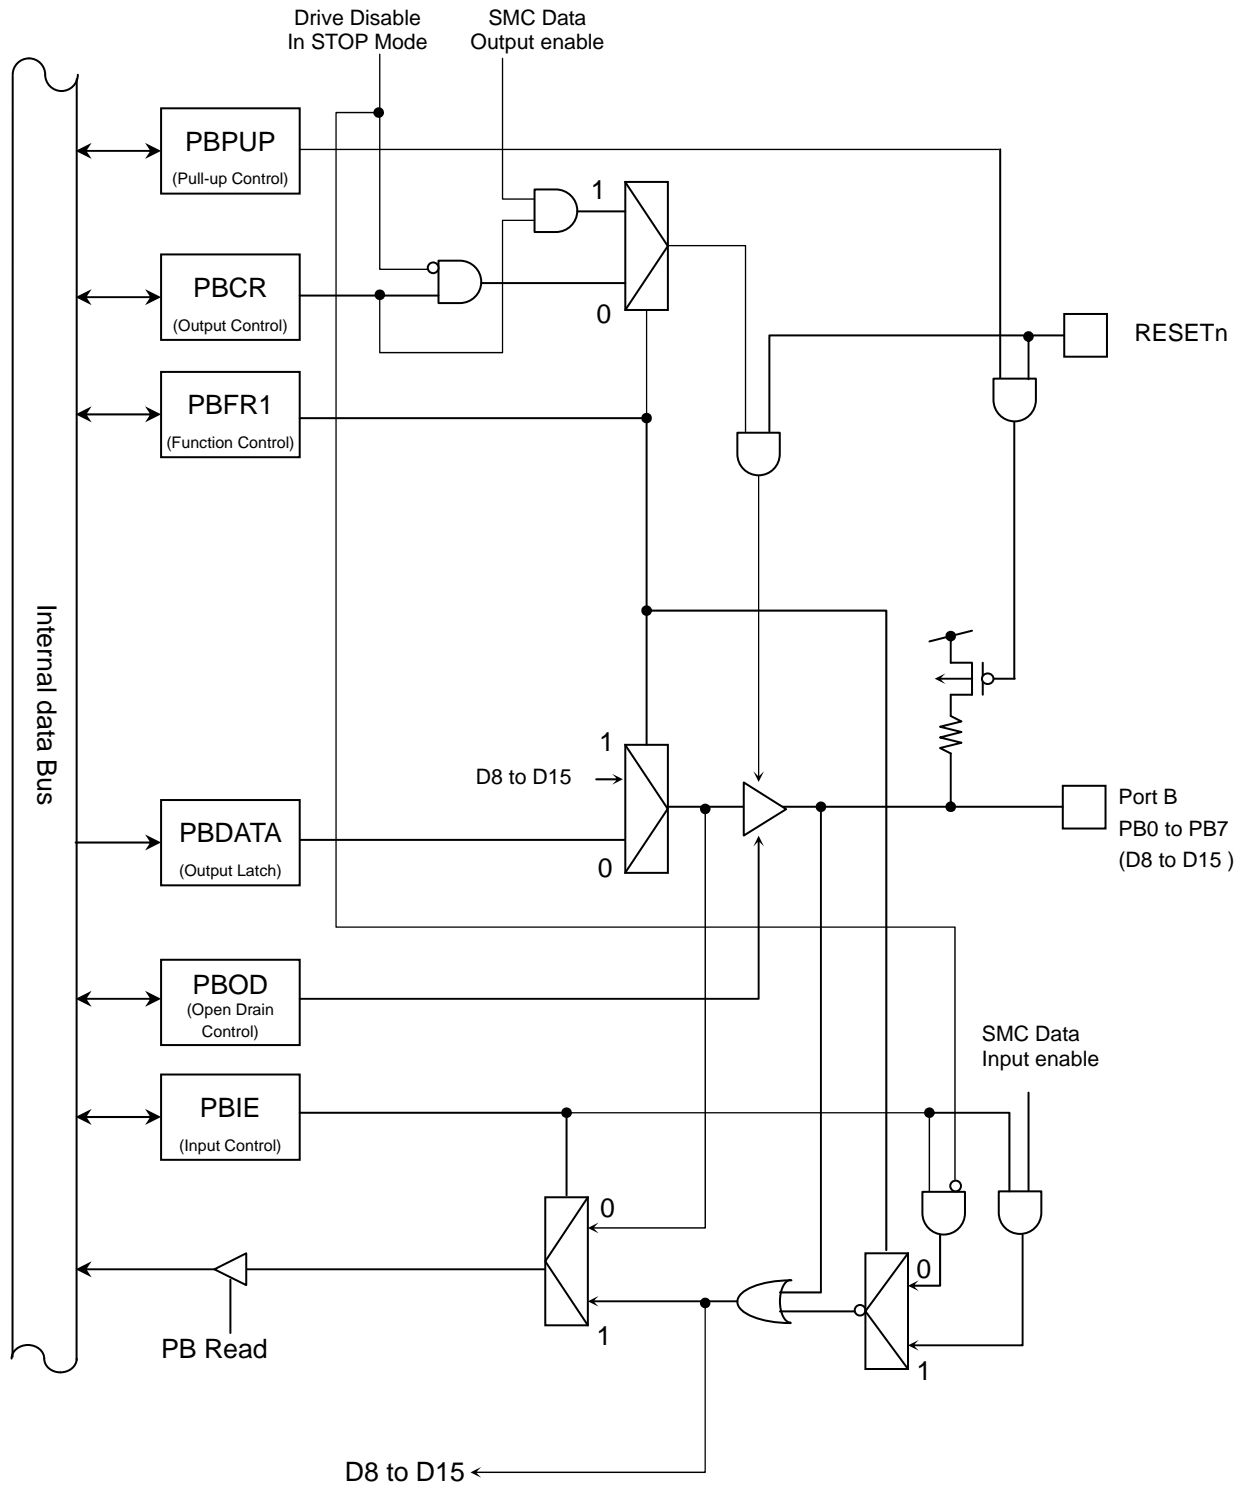 Drive Disable
In STOP Mode
SMC Data
Output enable
PBPUP
(Pull-up Control)
1
PBCR
(Output Control)
0
RESETn
PBFR1
(Function Control)
Internal data Bus
1
D8 to D15
PBDATA
(Output Latch)
0
Port B
PB0 to PB7
(D8 to D15 )
PBOD
(Open Drain
Control)
SMC Data
Input enable
PBIE
(Input Control)
0
0
1
1
PB Read
D8 to D15